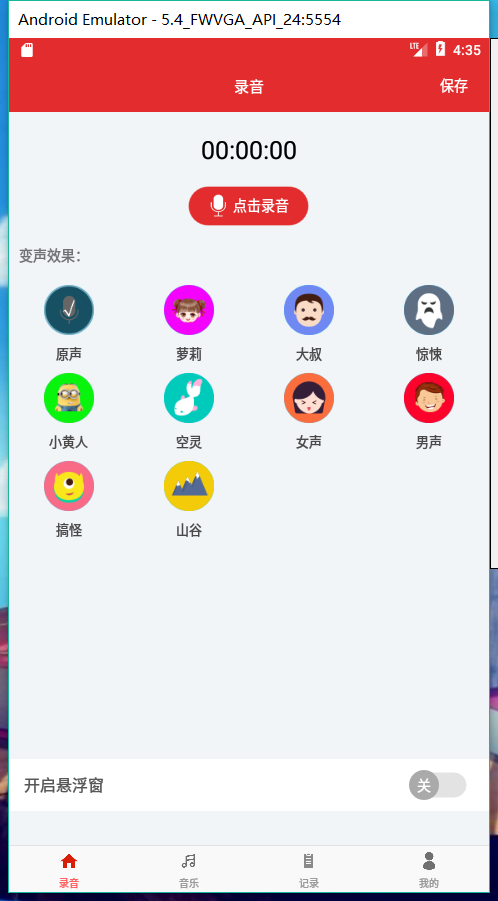 Android Emulator - 5.4_FWVGA_API_24:5554
LTE 4:35
录音 保存
00:00:00
点击录音
变声效果:
原声 萝莉 大叔 惊悚
小黄人 空灵 女声 男声
搞怪 山谷
开启悬浮窗 关
录音 音乐 记录 我的